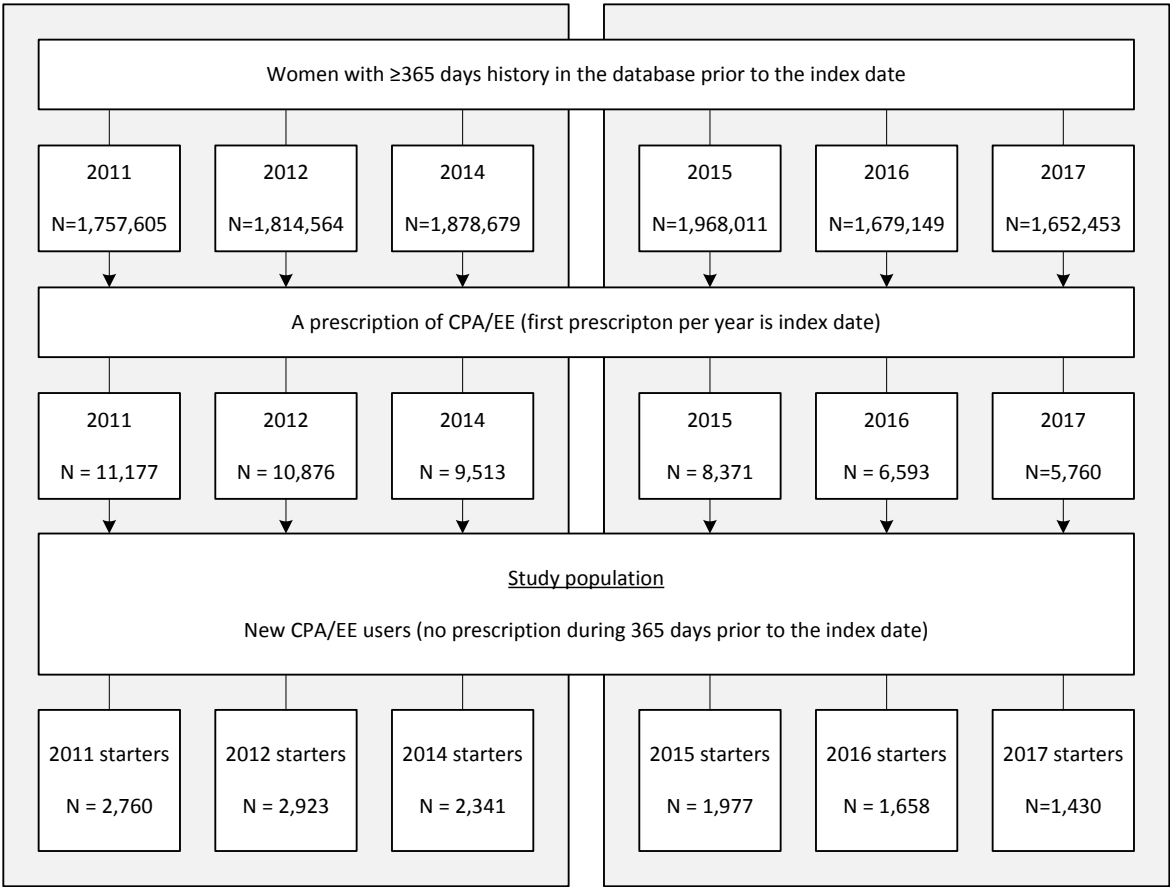 Women with ≥365 days history in the database prior to the index date
2011
N=1,757,605
2012
N=1,814,564
2014
N=1,878,679
2015
N=1,968,011
2016
N=1,679,149
2017
N=1,652,453
A prescription of CPA/EE (first prescripton per year is index date)
2011
N = 11,177
2012
N = 10,876
2014
N = 9,513
2015
N = 8,371
2016
N = 6,593
2017
N=5,760
Study population
New CPA/EE users (no prescription during 365 days prior to the index date)
2011 starters
N = 2,760
2012 starters
N = 2,923
2014 starters
N = 2,341
2015 starters
N = 1,977
2016 starters
N = 1,658
2017 starters
N=1,430